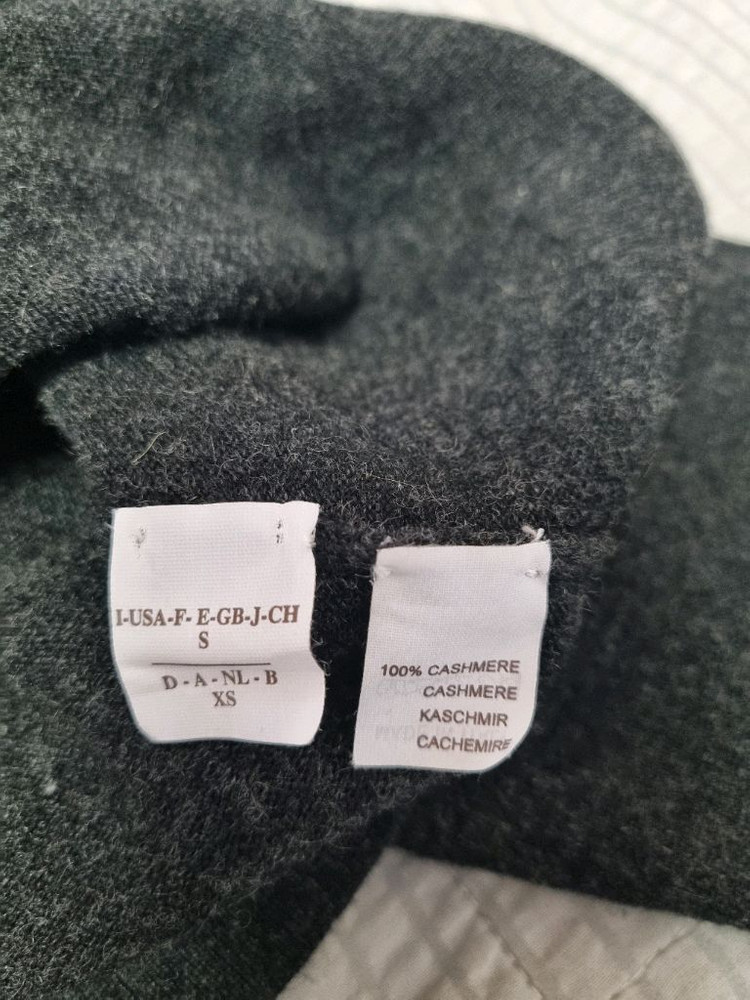 I-USA-F- E-GB-J-CH
S
D - A - NL - B
XS
100% CASHMERE
CASHMERE
KASCHMIR
CACHEMIRE